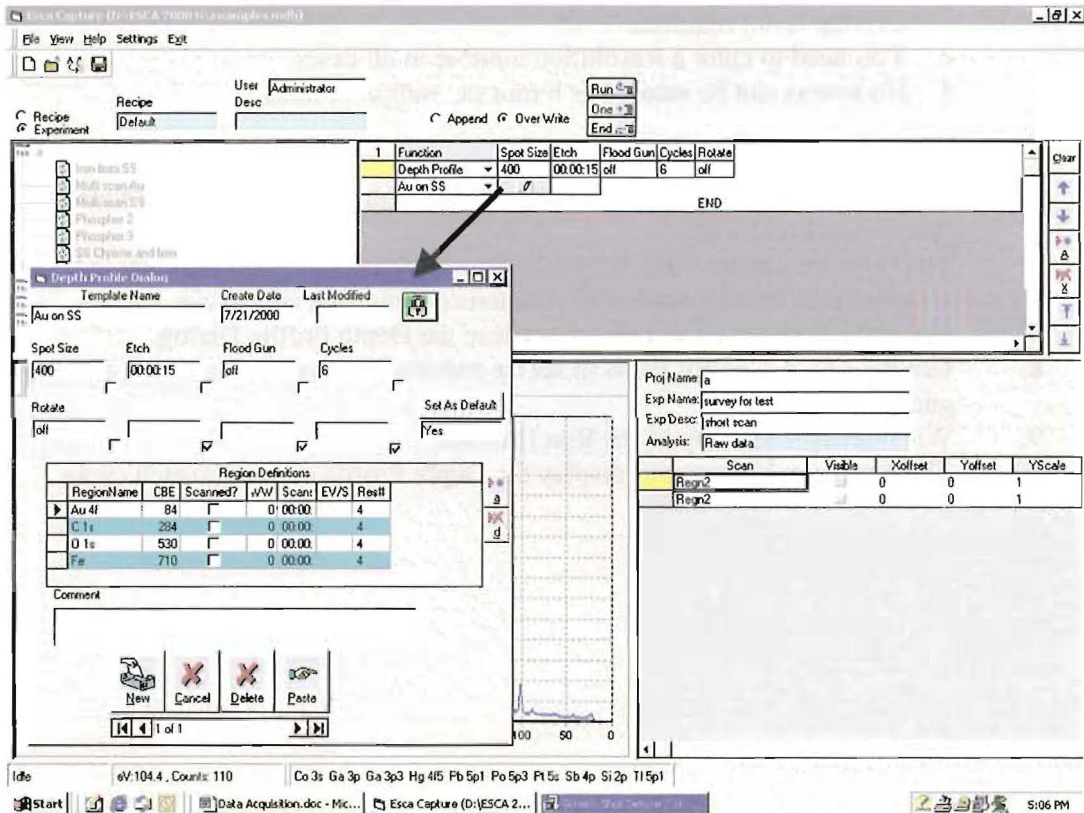 Esca Capture
File View Help Settings Exit
User Administrator
Recipe
Desc
Recipe
Experiment
Default
Append Over Write
Run
One
End
Iron from SS
Multi scan Au
Multi scan SS
Phospher 2
Phospher 3
SS Chrome and Iron
1 Function Spot Size Etch Flood Gun Cycles Rotate
Depth Profile 400 00:00:15 off 6 off
Au on SS
END
Clear
A
X
Depth Profile Dialog
Template Name Create Date Last Modified
Au on SS 7/21/2000
Spot Size Etch Flood Gun Cycles
400 00:00:15 off 6
Rotate
Set As Default
off
Yes
Region Definitions
RegionName CBE Scanned? WW Scans EV/S Res#
Au 4f 84 0 00:00: 4
C 1s 284 0 00:00: 4
O 1s 530 0 00:00: 4
Fe 710 0 00:00: 4
a
d
Comment
New Cancel Delete Paste
1 of 1
100 50 0
Proj Name: a
Exp Name: survey for test
Exp Desc: short scan
Analysis: Raw data
Scan Visible Xoffset Yoffset YScale
Regn2 0 0 1
Regn2 0 0 1
Idle eV:104.4 , Counts: 110 Co 3s Ga 3p Ga 3p3 Hg 4f5 Pb 5p1 Po 5p3 Pt 5s Sb 4p Si 2p Tl 5p1
Start Data Acquisition.doc - Mic... Esca Capture (D:\ESCA 2... 5:06 PM